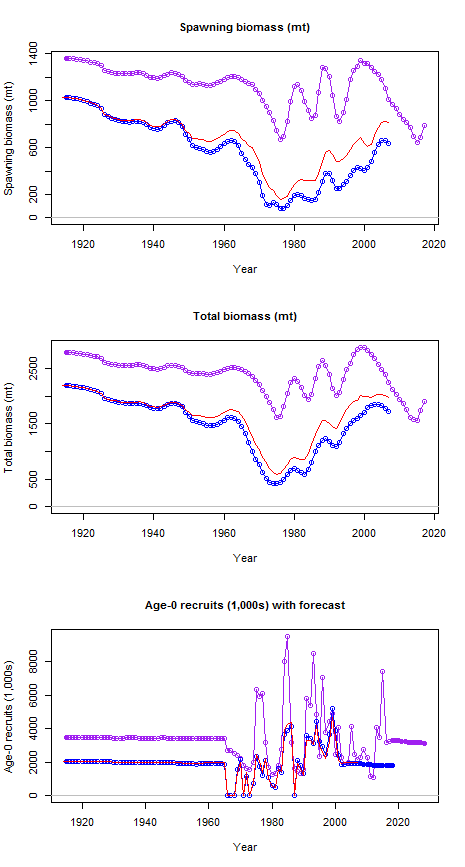 Spawning biomass (mt)
Spawning biomass (mt)
1400
1000
600
200
0
1920 1940 1960 1980 2000 2020
Year
Total biomass (mt)
Total biomass (mt)
2500
1500
500
0
1920 1940 1960 1980 2000 2020
Year
Age-0 recruits (1,000s) with forecast
Age-0 recruits (1,000s)
8000
6000
4000
2000
0
1920 1940 1960 1980 2000 2020
Year